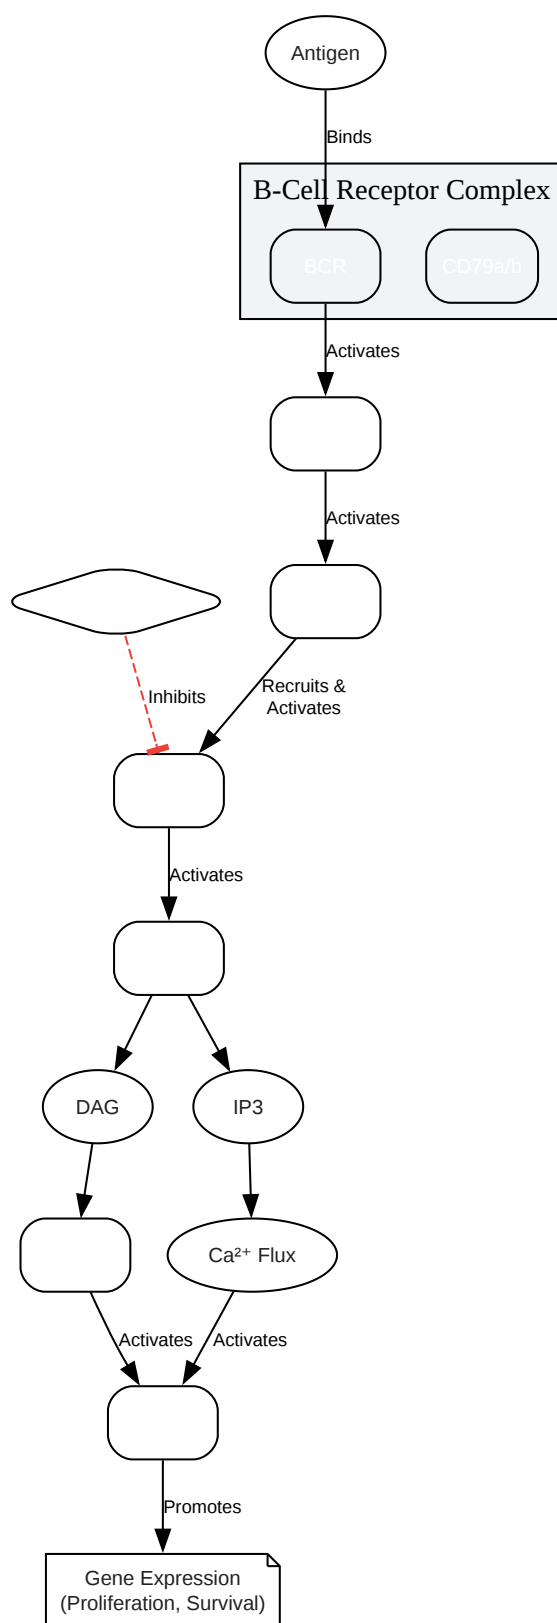 Antigen
Binds
B-Cell Receptor Complex
BCR
CD79a/b
Activates
Activates
Inhibits
Recruits &
Activates
Activates
DAG
IP3
Ca²⁺ Flux
Activates
Activates
Promotes
Gene Expression
(Proliferation, Survival)